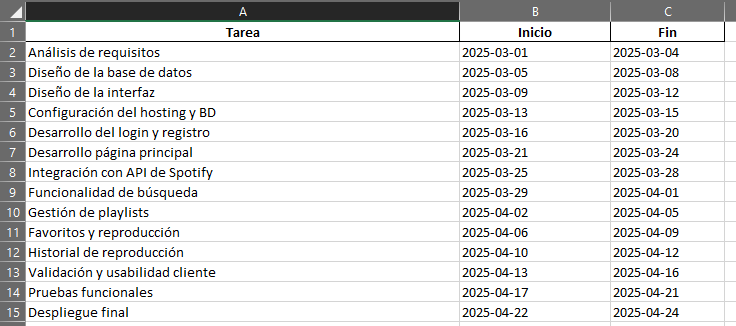 A B C
1 Tarea Inicio Fin
2 Análisis de requisitos 2025-03-01 2025-03-04
3 Diseño de la base de datos 2025-03-05 2025-03-08
4 Diseño de la interfaz 2025-03-09 2025-03-12
5 Configuración del hosting y BD 2025-03-13 2025-03-15
6 Desarrollo del login y registro 2025-03-16 2025-03-20
7 Desarrollo página principal 2025-03-21 2025-03-24
8 Integración con API de Spotify 2025-03-25 2025-03-28
9 Funcionalidad de búsqueda 2025-03-29 2025-04-01
10 Gestión de playlists 2025-04-02 2025-04-05
11 Favoritos y reproducción 2025-04-06 2025-04-09
12 Historial de reproducción 2025-04-10 2025-04-12
13 Validación y usabilidad cliente 2025-04-13 2025-04-16
14 Pruebas funcionales 2025-04-17 2025-04-21
15 Despliegue final 2025-04-22 2025-04-24